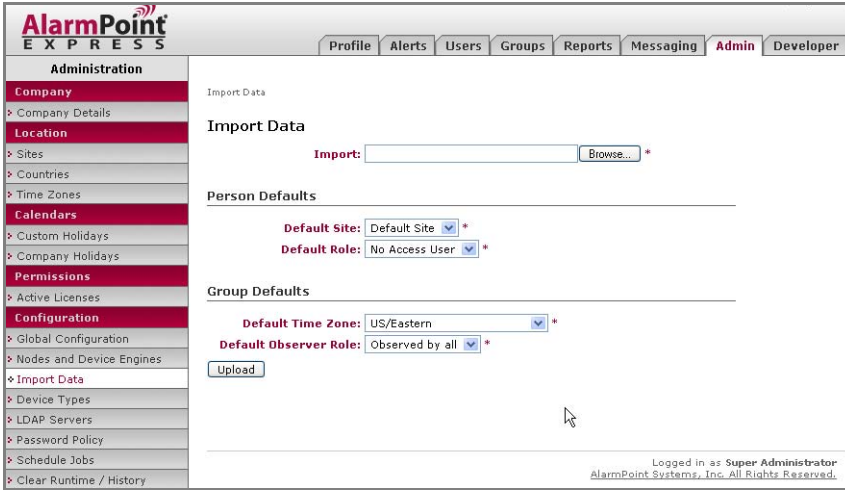 AlarmPoint
EXPRESS
Profile Alerts Users Groups Reports Messaging Admin Developer
Administration
Company
Company Details
Location
Sites
Countries
Time Zones
Calendars
Custom Holidays
Company Holidays
Permissions
Active Licenses
Configuration
Global Configuration
Nodes and Device Engines
Import Data
Device Types
LDAP Servers
Password Policy
Schedule Jobs
Clear Runtime / History
Import Data
Import Data
Import: Browse... *
Person Defaults
Default Site: Default Site *
Default Role: No Access User *
Group Defaults
Default Time Zone: US/Eastern *
Default Observer Role: Observed by all *
Upload
Logged in as Super Administrator
AlarmPoint Systems, Inc. All Rights Reserved.